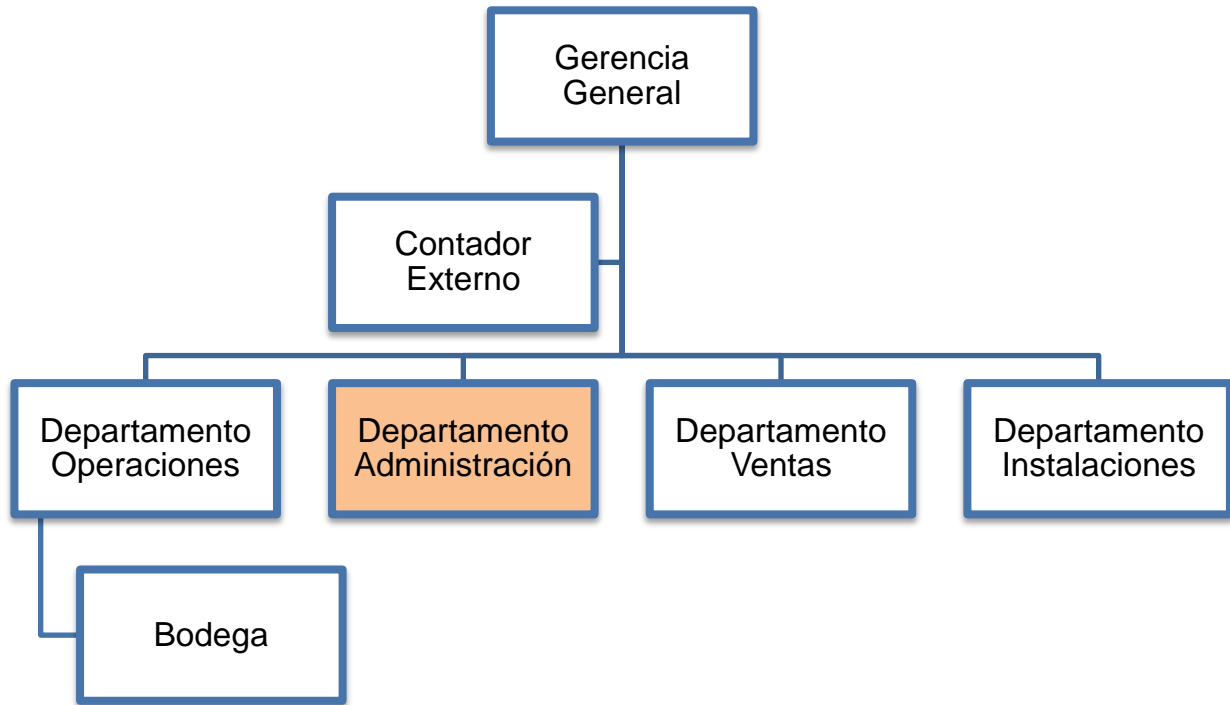 Gerencia
General
Contador
Externo
Departamento
Operaciones
Departamento
Administración
Departamento
Ventas
Departamento
Instalaciones
Bodega